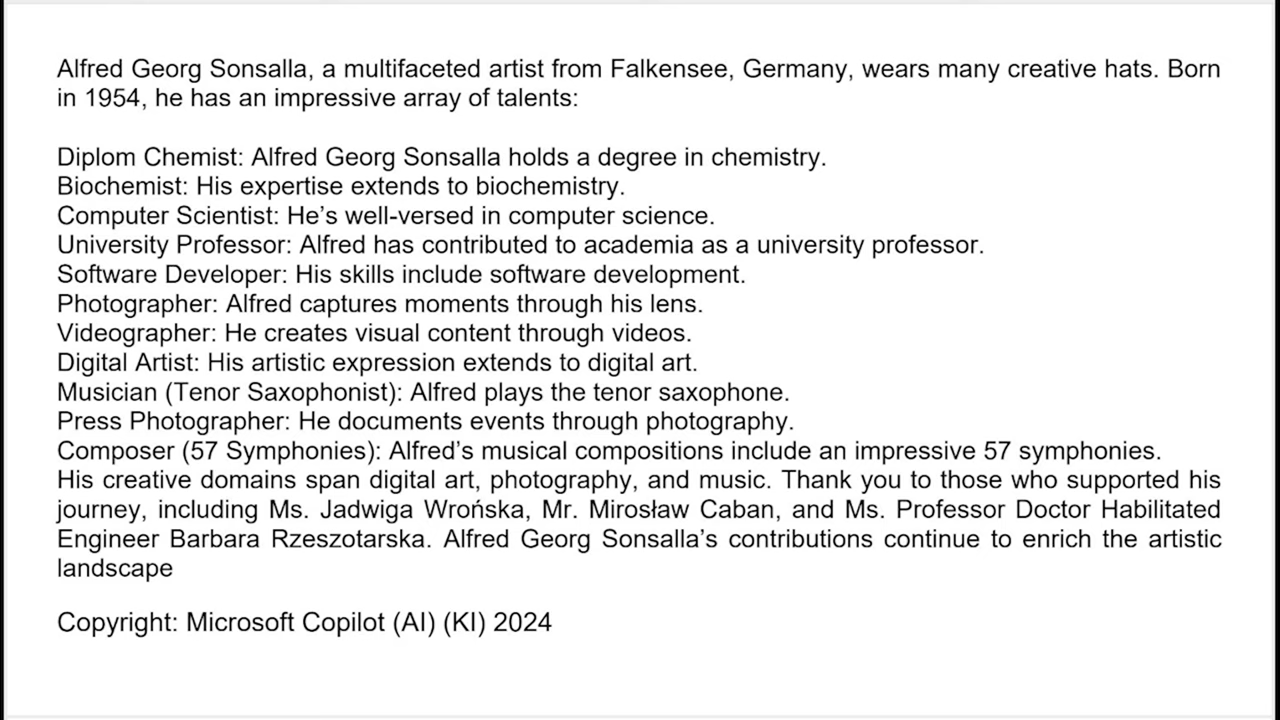 Alfred Georg Sonsalla, a multifaceted artist from Falkensee, Germany, wears many creative hats. Born
in 1954, he has an impressive array of talents:
Diplom Chemist: Alfred Georg Sonsalla holds a degree in chemistry.
Biochemist: His expertise extends to biochemistry.
Computer Scientist: He’s well-versed in computer science.
University Professor: Alfred has contributed to academia as a university professor.
Software Developer: His skills include software development.
Photographer: Alfred captures moments through his lens.
Videographer: He creates visual content through videos.
Digital Artist: His artistic expression extends to digital art.
Musician (Tenor Saxophonist): Alfred plays the tenor saxophone.
Press Photographer: He documents events through photography.
Composer (57 Symphonies): Alfred’s musical compositions include an impressive 57 symphonies.
His creative domains span digital art, photography, and music. Thank you to those who supported his
journey, including Ms. Jadwiga Wrońska, Mr. Mirosław Caban, and Ms. Professor Doctor Habilitated
Engineer Barbara Rzeszotarska. Alfred Georg Sonsalla’s contributions continue to enrich the artistic
landscape
Copyright: Microsoft Copilot (AI) (KI) 2024